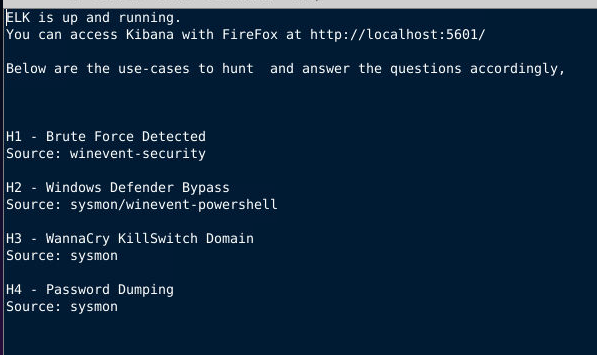 ELK is up and running.
You can access Kibana with FireFox at http://localhost:5601/
Below are the use-cases to hunt  and answer the questions accordingly,
H1 - Brute Force Detected
Source: winevent-security
H2 - Windows Defender Bypass
Source: sysmon/winevent-powershell
H3 - WannaCry KillSwitch Domain
Source: sysmon
H4 - Password Dumping
Source: sysmon